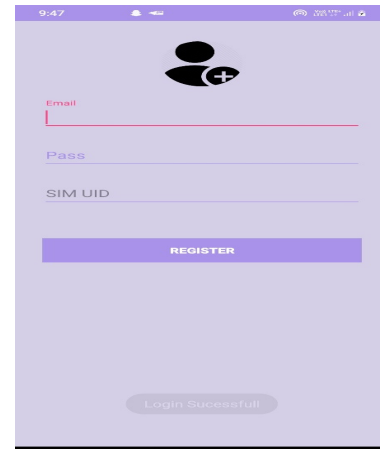 9:47
Email
Pass
SIM UID
REGISTER
Login Sucessfull